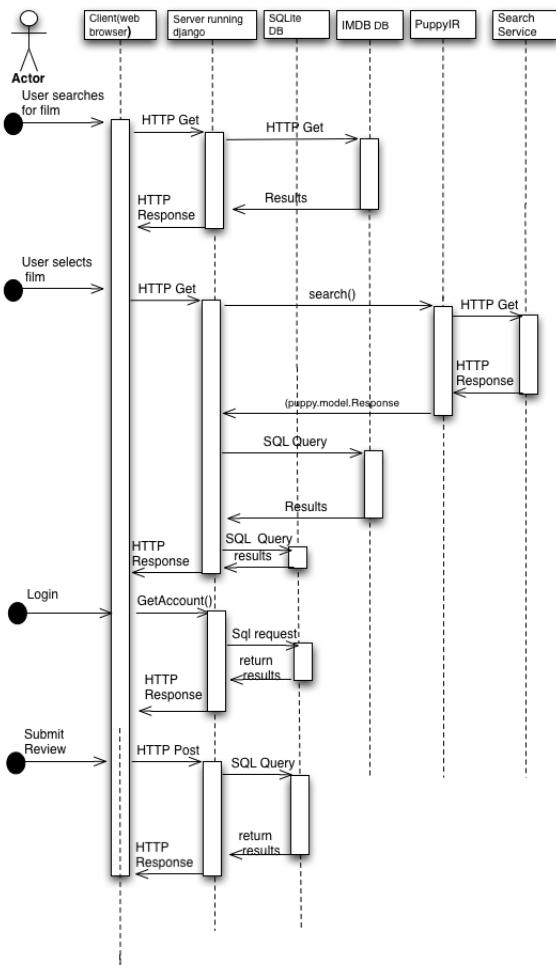 Client(web
browser)
Server running
django
SQLite
DB
IMDB DB
PuppyIR
Search
Service
Actor
User searches
for film
HTTP Get
HTTP Get
HTTP
Response
Results
User selects
film
HTTP Get
search()
HTTP Get
HTTP
Response
(puppy.model.Response
SQL Query
Results
SQL Query
results
HTTP
Response
Login
GetAccount()
Sql request
return
results
HTTP
Response
Submit
Review
HTTP Post
SQL Query
return
results
HTTP
Response